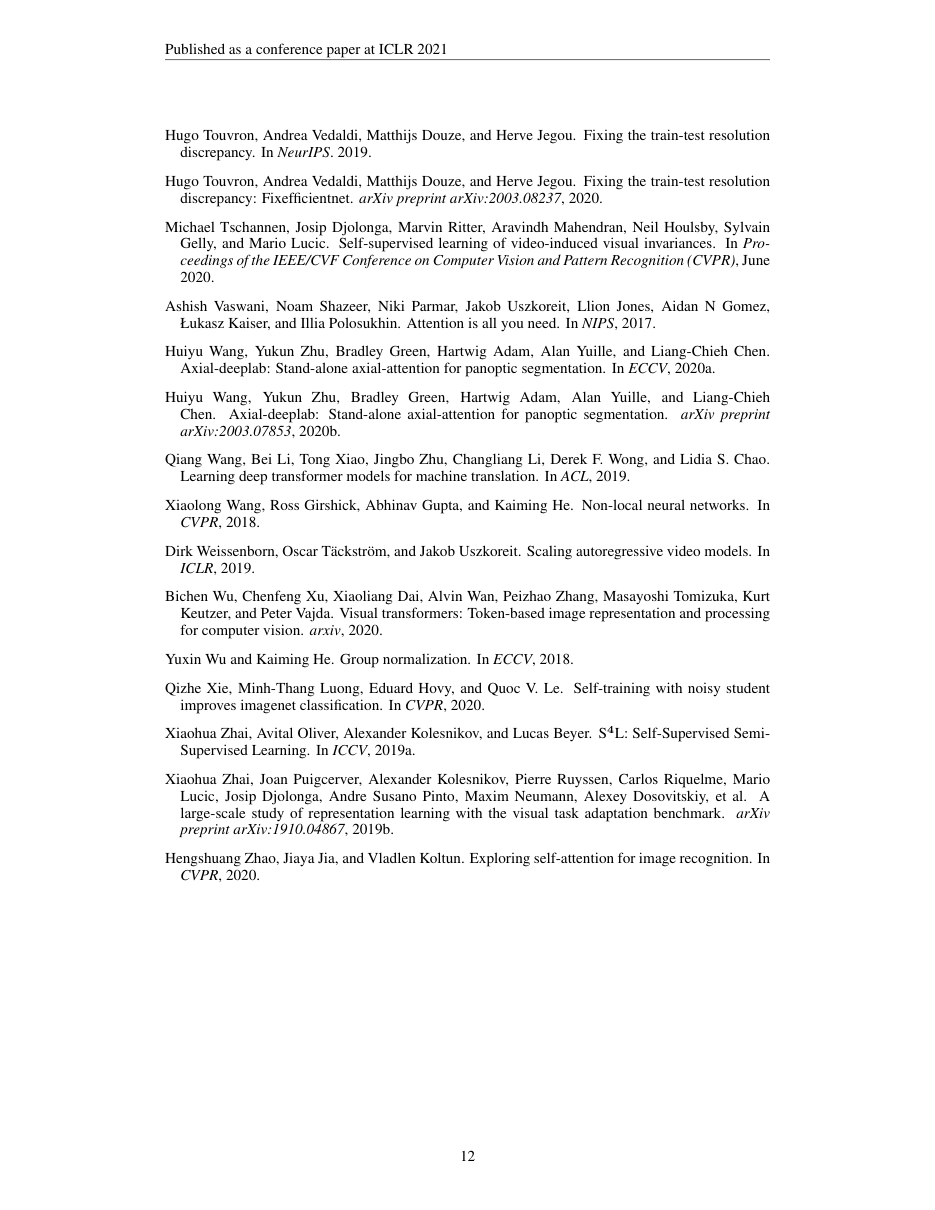 Published as a conference paper at ICLR 2021
Hugo Touvron, Andrea Vedaldi, Matthijs Douze, and Herve Jegou. Fixing the train-test resolution
discrepancy. In NeurIPS. 2019.
Hugo Touvron, Andrea Vedaldi, Matthijs Douze, and Herve Jegou. Fixing the train-test resolution
discrepancy: Fixefficientnet. arXiv preprint arXiv:2003.08237, 2020.
Michael Tschannen, Josip Djolonga, Marvin Ritter, Aravindh Mahendran, Neil Houlsby, Sylvain
Gelly, and Mario Lucic. Self-supervised learning of video-induced visual invariances. In Pro-
ceedings of the IEEE/CVF Conference on Computer Vision and Pattern Recognition (CVPR), June
2020.
Ashish Vaswani, Noam Shazeer, Niki Parmar, Jakob Uszkoreit, Llion Jones, Aidan N Gomez,
Łukasz Kaiser, and Illia Polosukhin. Attention is all you need. In NIPS, 2017.
Huiyu Wang, Yukun Zhu, Bradley Green, Hartwig Adam, Alan Yuille, and Liang-Chieh Chen.
Axial-deeplab: Stand-alone axial-attention for panoptic segmentation. In ECCV, 2020a.
Huiyu Wang, Yukun Zhu, Bradley Green, Hartwig Adam, Alan Yuille, and Liang-Chieh
Chen. Axial-deeplab: Stand-alone axial-attention for panoptic segmentation. arXiv preprint
arXiv:2003.07853, 2020b.
Qiang Wang, Bei Li, Tong Xiao, Jingbo Zhu, Changliang Li, Derek F. Wong, and Lidia S. Chao.
Learning deep transformer models for machine translation. In ACL, 2019.
Xiaolong Wang, Ross Girshick, Abhinav Gupta, and Kaiming He. Non-local neural networks. In
CVPR, 2018.
Dirk Weissenborn, Oscar Täckström, and Jakob Uszkoreit. Scaling autoregressive video models. In
ICLR, 2019.
Bichen Wu, Chenfeng Xu, Xiaoliang Dai, Alvin Wan, Peizhao Zhang, Masayoshi Tomizuka, Kurt
Keutzer, and Peter Vajda. Visual transformers: Token-based image representation and processing
for computer vision. arxiv, 2020.
Yuxin Wu and Kaiming He. Group normalization. In ECCV, 2018.
Qizhe Xie, Minh-Thang Luong, Eduard Hovy, and Quoc V. Le. Self-training with noisy student
improves imagenet classification. In CVPR, 2020.
Xiaohua Zhai, Avital Oliver, Alexander Kolesnikov, and Lucas Beyer. S⁴L: Self-Supervised Semi-
Supervised Learning. In ICCV, 2019a.
Xiaohua Zhai, Joan Puigcerver, Alexander Kolesnikov, Pierre Ruyssen, Carlos Riquelme, Mario
Lucic, Josip Djolonga, Andre Susano Pinto, Maxim Neumann, Alexey Dosovitskiy, et al. A
large-scale study of representation learning with the visual task adaptation benchmark. arXiv
preprint arXiv:1910.04867, 2019b.
Hengshuang Zhao, Jiaya Jia, and Vladlen Koltun. Exploring self-attention for image recognition. In
CVPR, 2020.
12